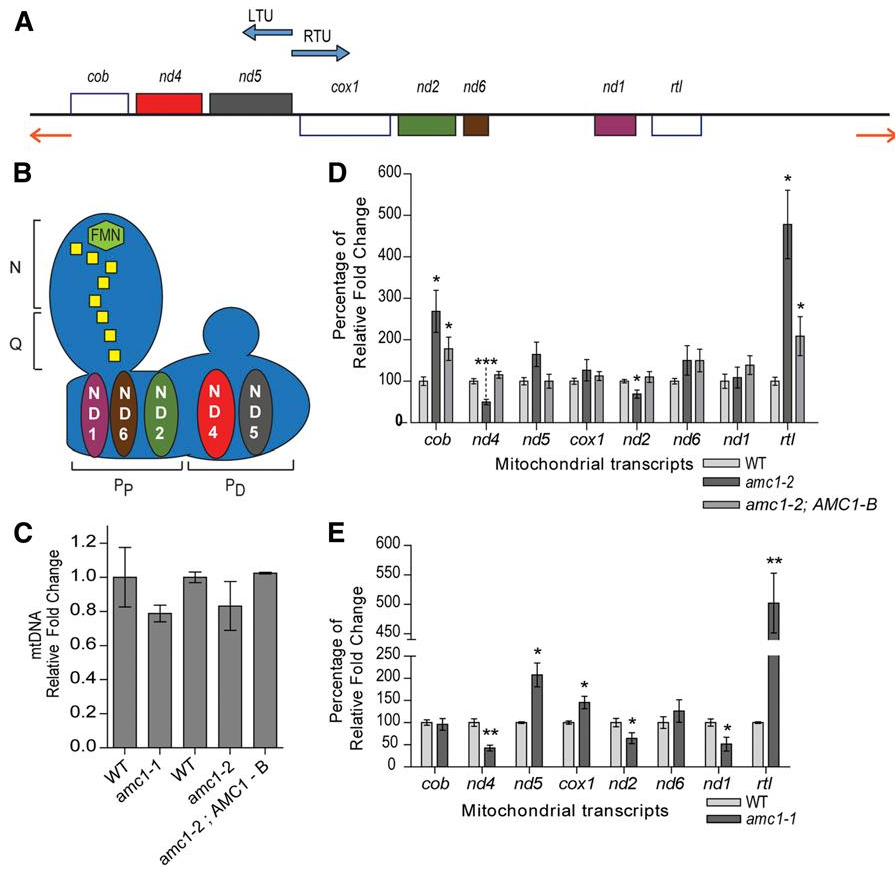 A
LTU
RTU
cob nd4 nd5 cox1 nd2 nd6 nd1 rtl
B
N
Q
FMN
ND1 ND6 ND2 ND4 ND5
PP PD
C
mtDNA
Relative Fold Change
1.2
1.0
0.8
0.6
0.4
0.2
0.0
WT amc1-1 WT amc1-2 amc1-2 ; AMC1 - B
D
Percentage of
Relative Fold Change
600
500
400
300
200
100
0
* * *** * * *
cob nd4 nd5 cox1 nd2 nd6 nd1 rtl
Mitochondrial transcripts
WT
amc1-2
amc1-2; AMC1-B
E
Percentage of
Relative Fold Change
600
550
500
450
250
200
150
100
50
0
** * * * * **
cob nd4 nd5 cox1 nd2 nd6 nd1 rtl
Mitochondrial transcripts
WT
amc1-1